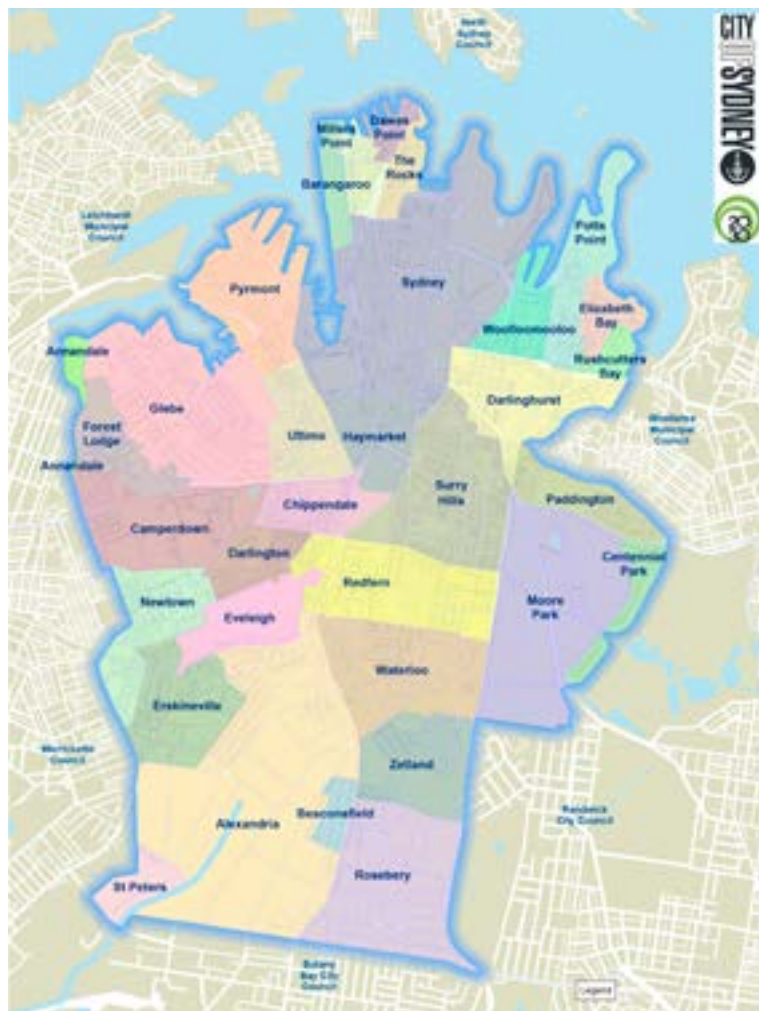 CITY OF SYDNEY
North
Sydney
Council
Dawes
Point
Millers
Point
The
Rocks
Barangaroo
Leichhardt
Municipal
Council
Potts
Point
Pyrmont
Sydney
Elizabeth
Bay
Woolloomooloo
Annandale
Rushcutters
Bay
Glebe
Darlinghurst
Forest
Lodge
Ultimo
Haymarket
Woollahra
Municipal
Council
Annandale
Surry
Hills
Chippendale
Paddington
Camperdown
Darlington
Centennial
Park
Redfern
Newtown
Moore
Park
Eveleigh
Waterloo
Erskineville
Marrickville
Council
Zetland
Beaconsfield
Alexandria
Randwick
City Council
St Peters
Rosebery
Botany
Bay City
Council
Legend